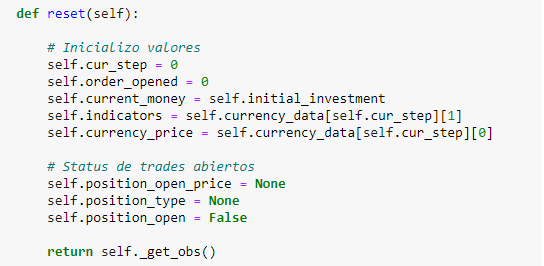 def reset(self):
# Inicializo valores
self.cur_step = 0
self.order_opened = 0
self.current_money = self.initial_investment
self.indicators = self.currency_data[self.cur_step][1]
self.currency_price = self.currency_data[self.cur_step][0]
# Status de trades abiertos
self.position_open_price = None
self.position_type = None
self.position_open = False
return self._get_obs()